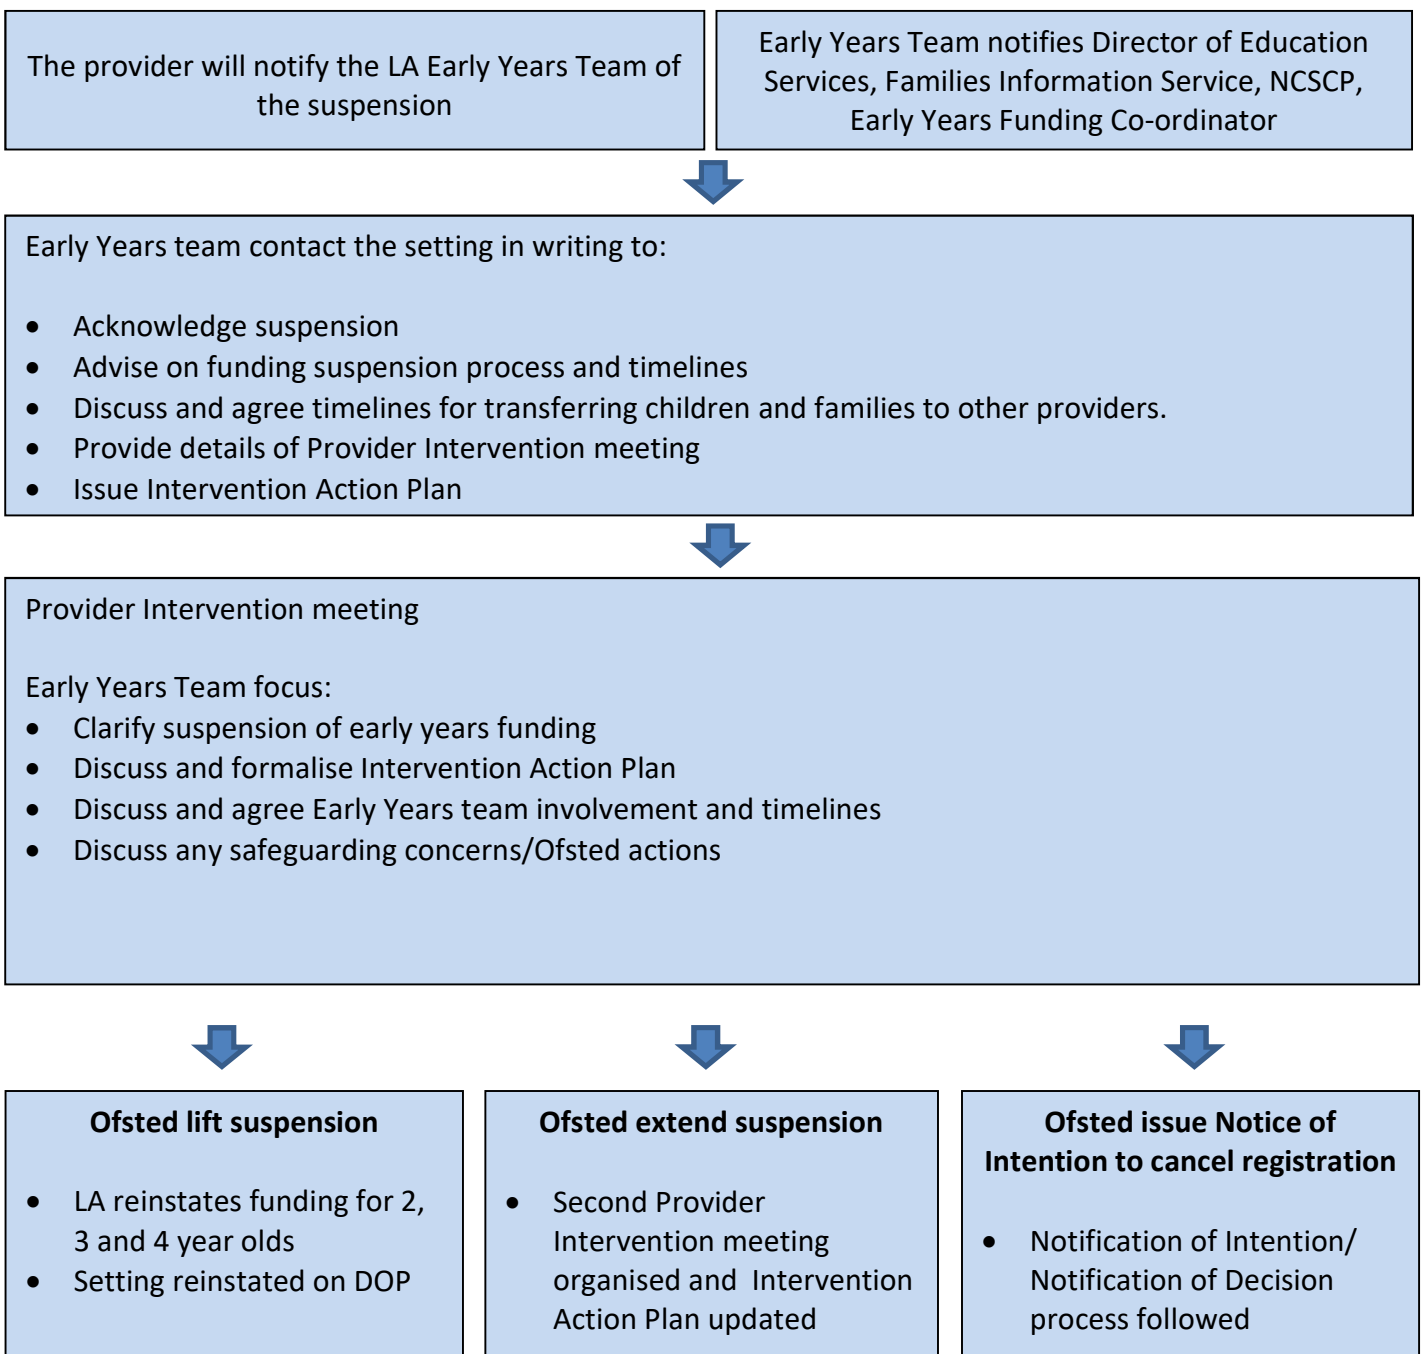 The provider will notify the LA Early Years Team of
the suspension
Early Years Team notifies Director of Education
Services, Families Information Service, NCSCP,
Early Years Funding Co-ordinator
Early Years team contact the setting in writing to:
• Acknowledge suspension
• Advise on funding suspension process and timelines
• Discuss and agree timelines for transferring children and families to other providers.
• Provide details of Provider Intervention meeting
• Issue Intervention Action Plan
Provider Intervention meeting
Early Years Team focus:
• Clarify suspension of early years funding
• Discuss and formalise Intervention Action Plan
• Discuss and agree Early Years team involvement and timelines
• Discuss any safeguarding concerns/Ofsted actions
Ofsted lift suspension
• LA reinstates funding for 2,
3 and 4 year olds
• Setting reinstated on DOP
Ofsted extend suspension
• Second Provider
Intervention meeting
organised and Intervention
Action Plan updated
Ofsted issue Notice of
Intention to cancel registration
• Notification of Intention/
Notification of Decision
process followed